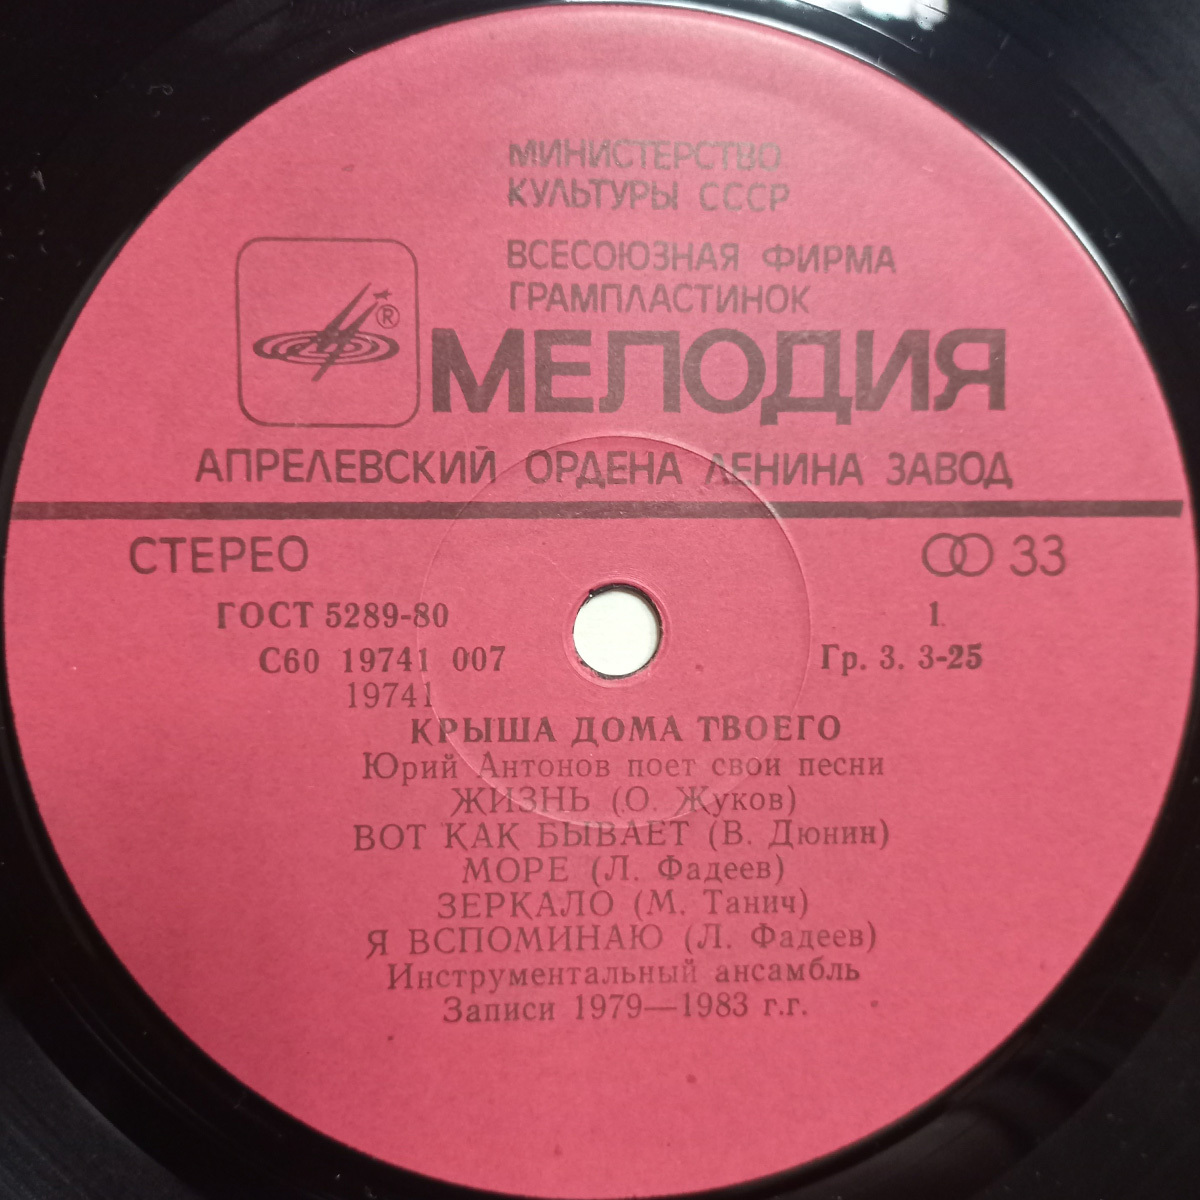 МИНИСТЕРСТВО
КУЛЬТУРЫ СССР
ВСЕСОЮЗНАЯ ФИРМА
ГРАМПЛАСТИНОК
®
МЕЛОДИЯ
АПРЕЛЕВСКИЙ ОРДЕНА ЛЕНИНА ЗАВОД
СТЕРЕО 33
ГОСТ 5289-80 1
С60 19741 007 Гр. 3. 3-25
19741
КРЫША ДОМА ТВОЕГО
Юрий Антонов поет свои песни
ЖИЗНЬ (О. Жуков)
ВОТ КАК БЫВАЕТ (В. Дюнин)
МОРЕ (Л. Фадеев)
ЗЕРКАЛО (М. Танич)
Я ВСПОМИНАЮ (Л. Фадеев)
Инструментальный ансамбль
Записи 1979—1983 г.г.